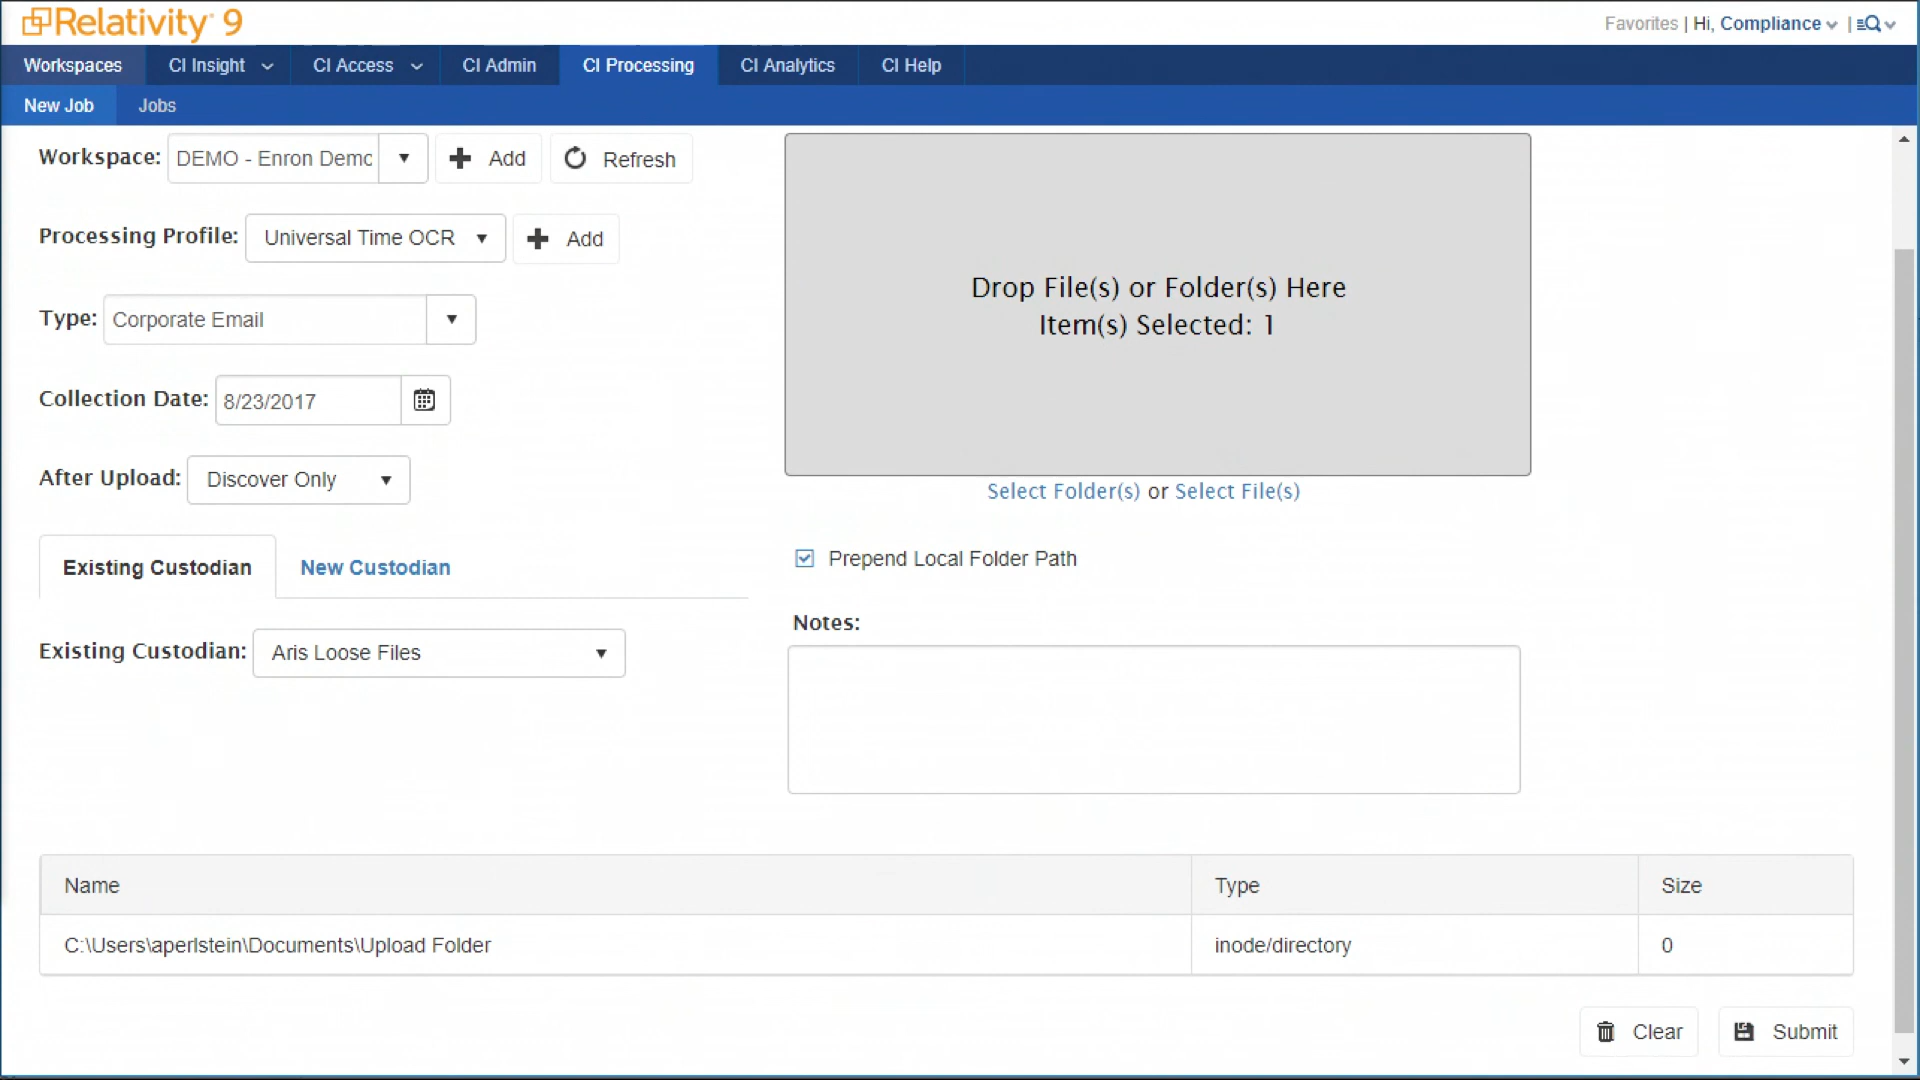 Relativity 9
Favorites | Hi, Compliance |
Workspaces CI Insight CI Access CI Admin CI Processing CI Analytics CI Help
New Job Jobs
Workspace: DEMO - Enron Demo Add Refresh
Processing Profile: Universal Time OCR Add
Type: Corporate Email
Collection Date: 8/23/2017
After Upload: Discover Only
Existing Custodian New Custodian
Existing Custodian: Aris Loose Files
Drop File(s) or Folder(s) Here
Item(s) Selected: 1
Select Folder(s) or Select File(s)
Prepend Local Folder Path
Notes:
Name Type Size
C:\Users\aperlstein\Documents\Upload Folder inode/directory 0
Clear Submit